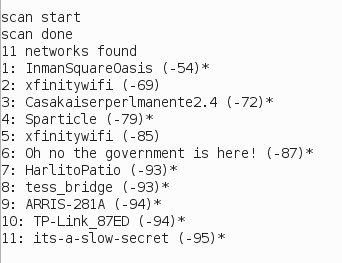 scan start
scan done
11 networks found
1: InmanSquareOasis (-54)*
2: xfinitywifi (-69)
3: Casakaiserperlmanente2.4 (-72)*
4: Sparticle (-79)*
5: xfinitywifi (-85)
6: Oh no the government is here! (-87)*
7: HarlitoPatio (-93)*
8: tess_bridge (-93)*
9: ARRIS-281A (-94)*
10: TP-Link_87ED (-94)*
11: its-a-slow-secret (-95)*